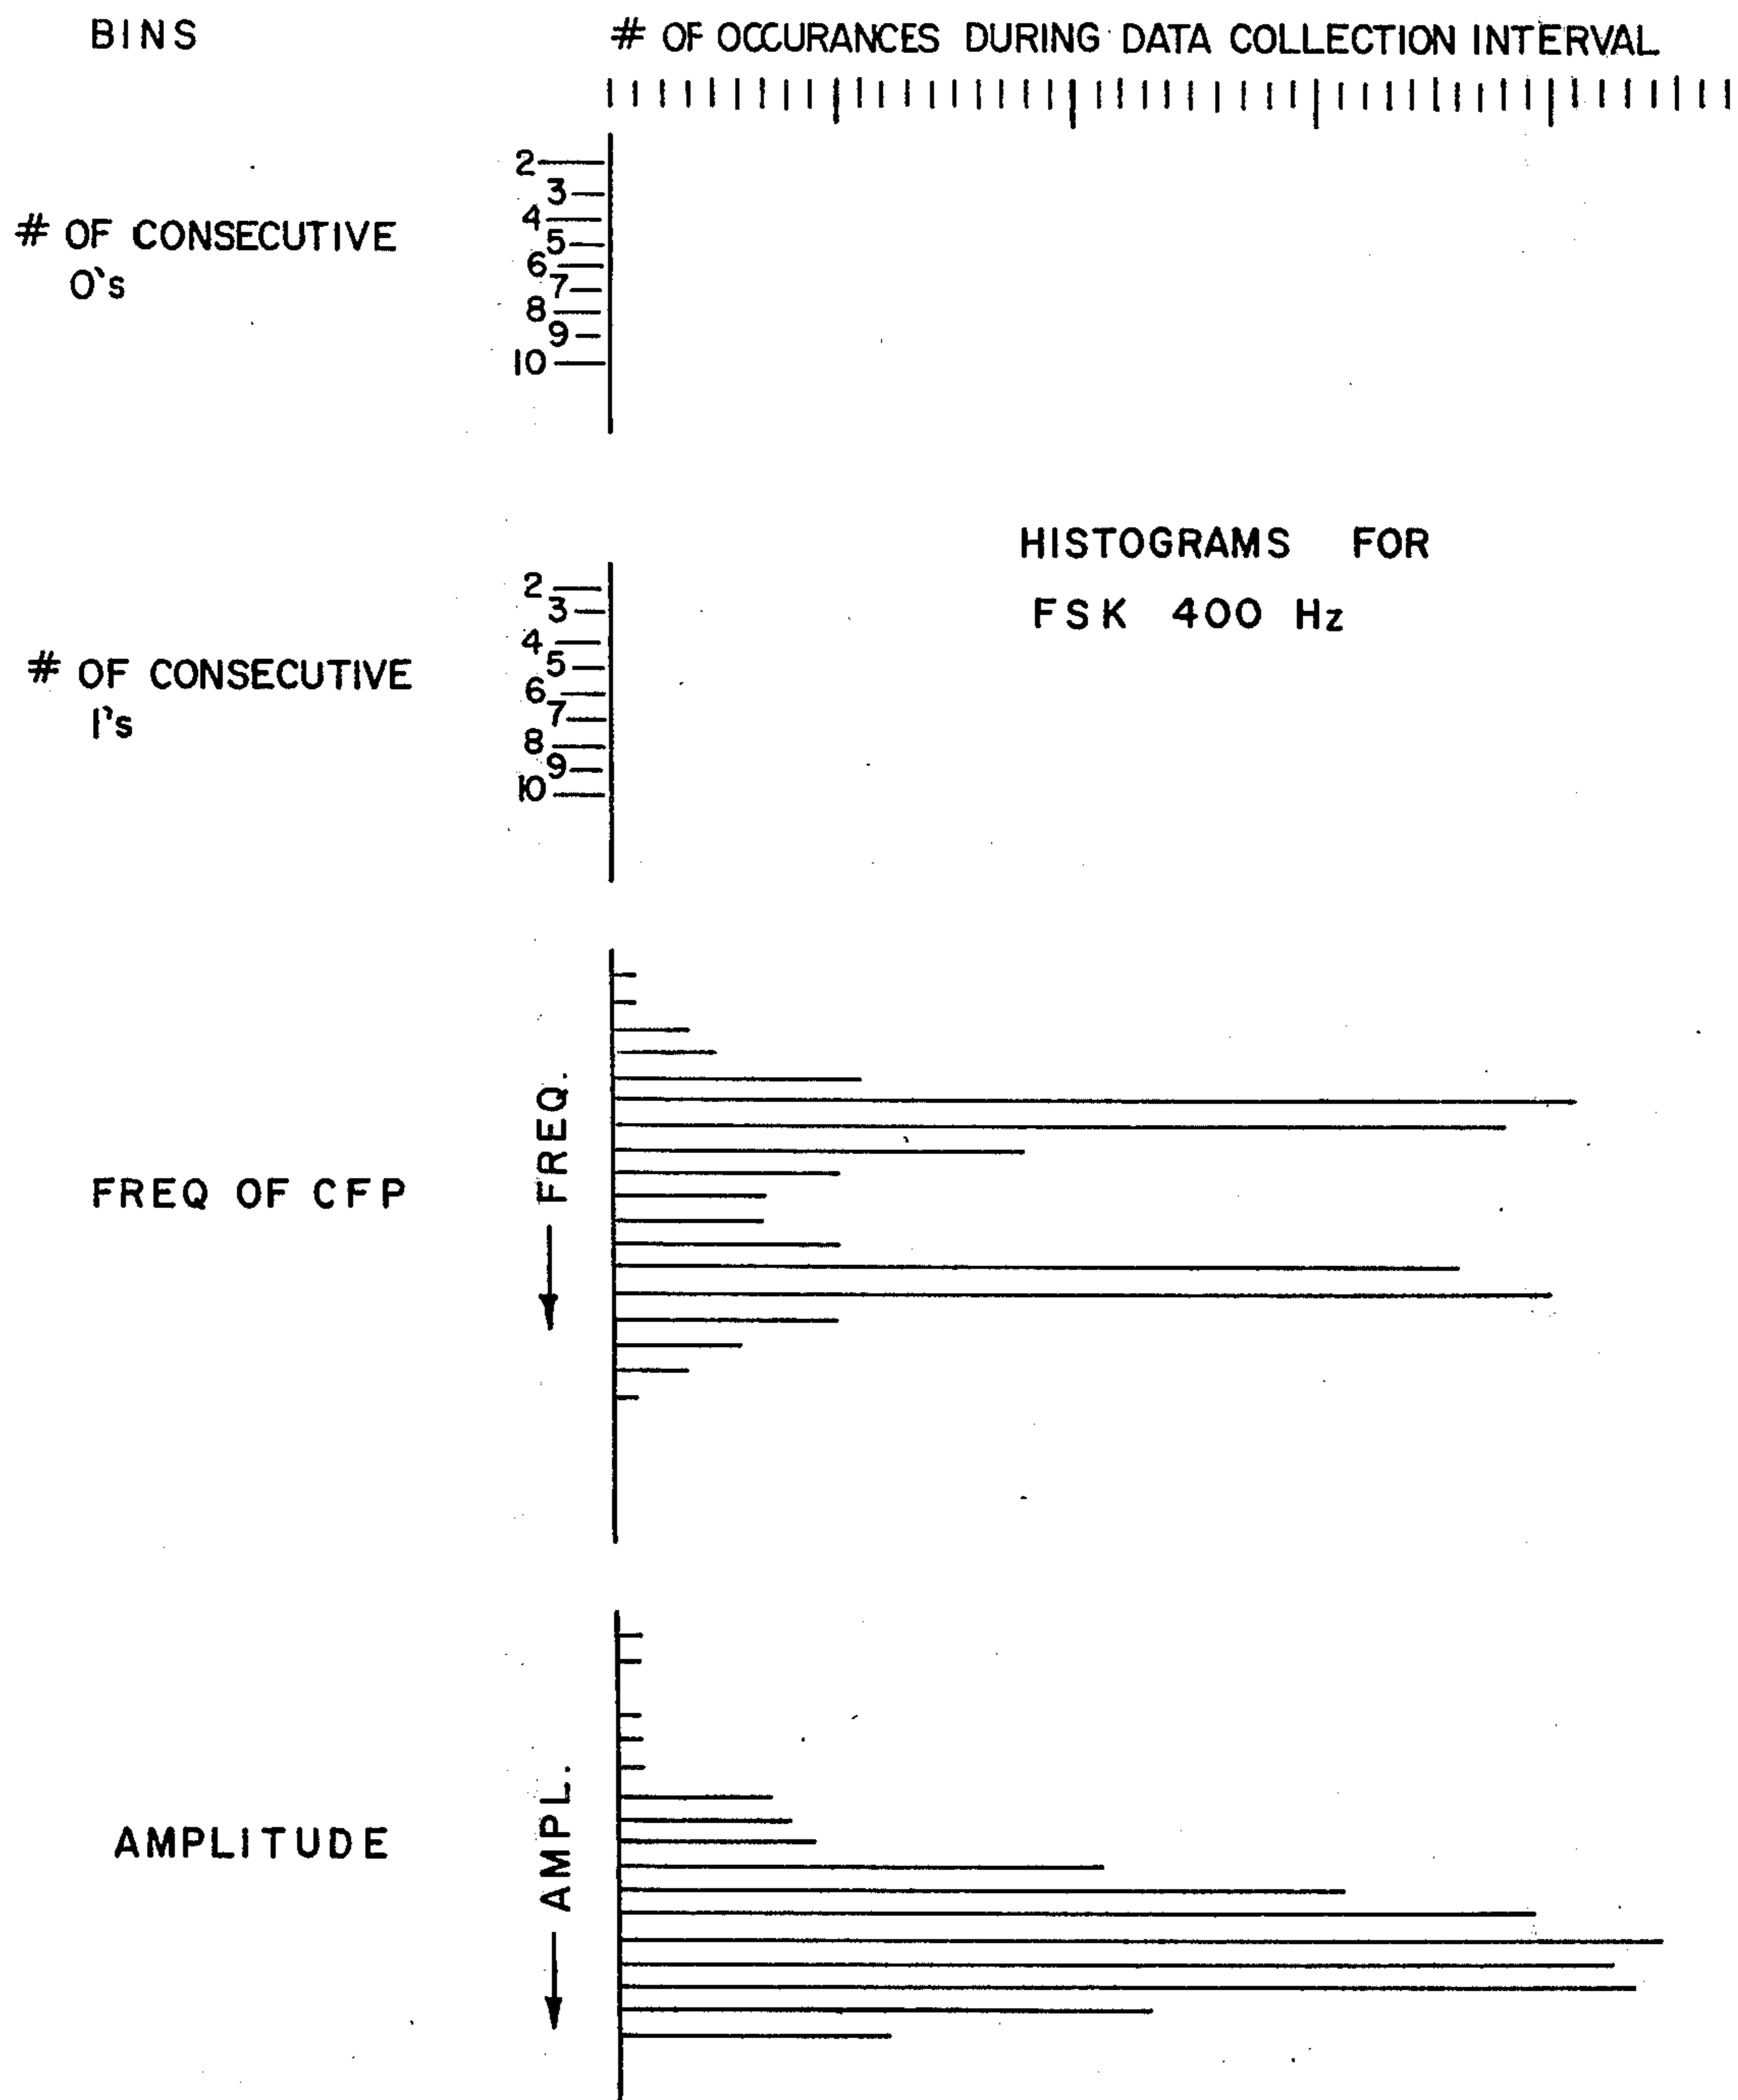 BINS
# OF OCCURANCES DURING DATA COLLECTION INTERVAL
# OF CONSECUTIVE
0's
2
3
4
5
6
7
8
9
10
HISTOGRAMS FOR
FSK 400 Hz
# OF CONSECUTIVE
1's
2
3
4
5
6
7
8
9
10
FREQ OF CFP
FREQ.
AMPLITUDE
AMPL.